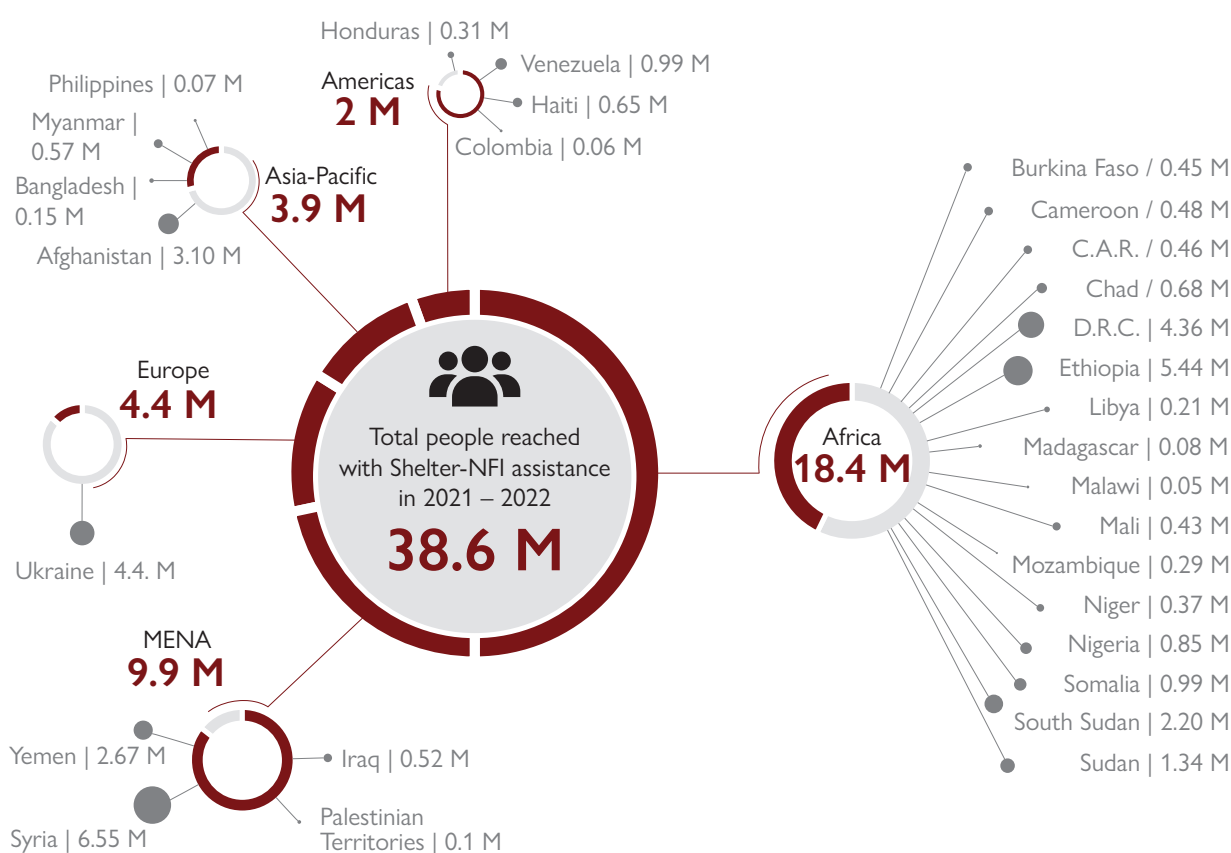 Honduras | 0.31 M
Venezuela | 0.99 M
Americas
2 M
Haiti | 0.65 M
Colombia | 0.06 M
Philippines | 0.07 M
Myanmar |
0.57 M
Bangladesh |
0.15 M
Afghanistan | 3.10 M
Asia-Pacific
3.9 M
Europe
4.4 M
Ukraine | 4.4. M
Total people reached
with Shelter-NFI assistance
in 2021 – 2022
38.6 M
MENA
9.9 M
Yemen | 2.67 M
Iraq | 0.52 M
Syria | 6.55 M
Palestinian
Territories | 0.1 M
Africa
18.4 M
Burkina Faso / 0.45 M
Cameroon / 0.48 M
C.A.R. / 0.46 M
Chad / 0.68 M
D.R.C. | 4.36 M
Ethiopia | 5.44 M
Libya | 0.21 M
Madagascar | 0.08 M
Malawi | 0.05 M
Mali | 0.43 M
Mozambique | 0.29 M
Niger | 0.37 M
Nigeria | 0.85 M
Somalia | 0.99 M
South Sudan | 2.20 M
Sudan | 1.34 M